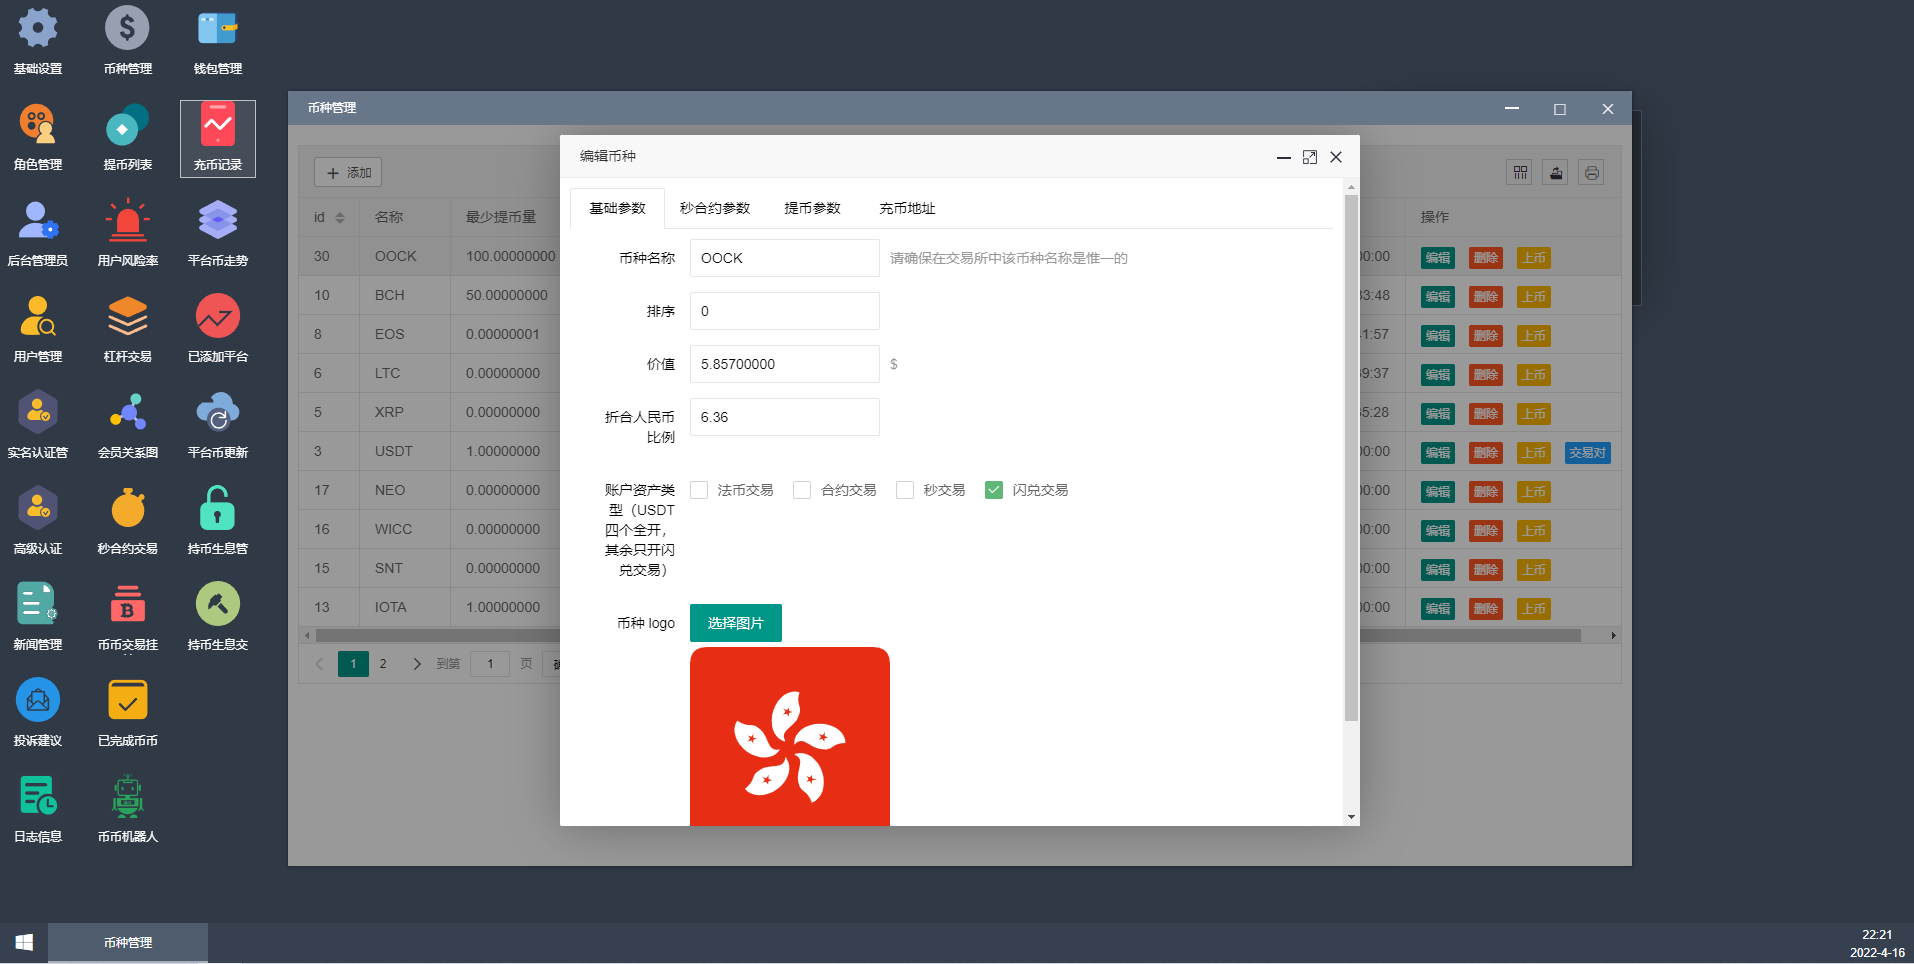 基础设置
币种管理
钱包管理
角色管理
提币列表
充币记录
后台管理员
用户风险率
平台币走势
用户管理
杠杆交易
已添加平台
实名认证管
会员关系图
平台币更新
高级认证
秒合约交易
持币生息管
新闻管理
币币交易挂
持币生息交
投诉建议
已完成币币
日志信息
币币机器人
币种管理
添加
id 名称 最少提币量 操作
30 OOCK 100.00000000 00:00 编辑 删除 上币
10 BCH 50.00000000 33:48 编辑 删除 上币
8 EOS 0.00000001 41:57 编辑 删除 上币
6 LTC 0.00000000 39:37 编辑 删除 上币
5 XRP 0.00000000 35:28 编辑 删除 上币
3 USDT 1.00000000 00:00 编辑 删除 上币 交易对
17 NEO 0.00000000 00:00 编辑 删除 上币
16 WICC 0.00000000 00:00 编辑 删除 上币
15 SNT 0.00000000 00:00 编辑 删除 上币
13 IOTA 1.00000000 00:00 编辑 删除 上币
1 2 到第 1 页
编辑币种
基础参数 秒合约参数 提币参数 充币地址
币种名称 OOCK 请确保在交易所中该币种名称是惟一的
排序 0
价值 5.85700000 $
折合人民币
比例 6.36
账户资产类 法币交易 合约交易 秒交易 闪兑交易
型（USDT
四个全开，
其余只开闪
兑交易）
币种 logo 选择图片
币种管理
22:21
2022-4-16